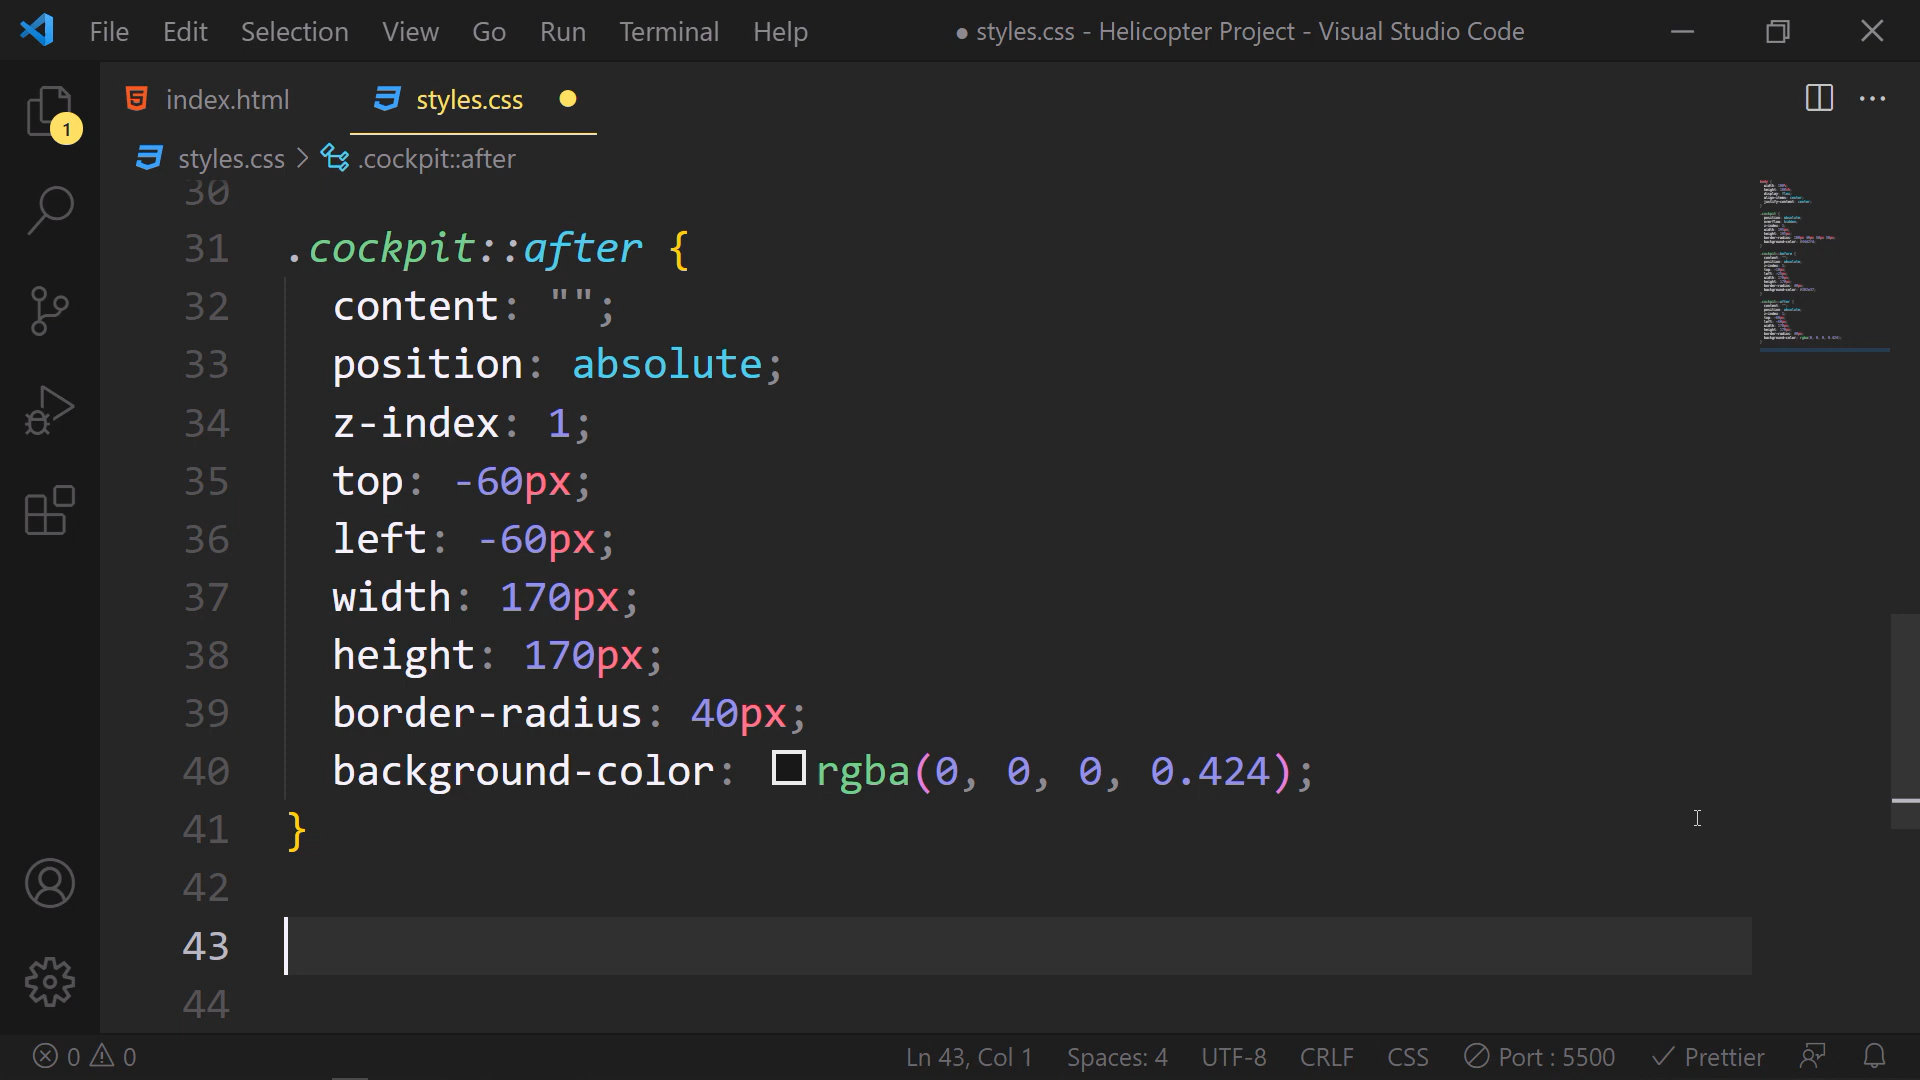 File Edit Selection View Go Run Terminal Help ● styles.css - Helicopter Project - Visual Studio Code
index.html styles.css
1
styles.css > .cockpit::after
30
31 .cockpit::after {
32 content: "";
33 position: absolute;
34 z-index: 1;
35 top: -60px;
36 left: -60px;
37 width: 170px;
38 height: 170px;
39 border-radius: 40px;
40 background-color: rgba(0, 0, 0, 0.424);
41 }
42
43
44
0 0 Ln 43, Col 1 Spaces: 4 UTF-8 CRLF CSS Port : 5500 Prettier